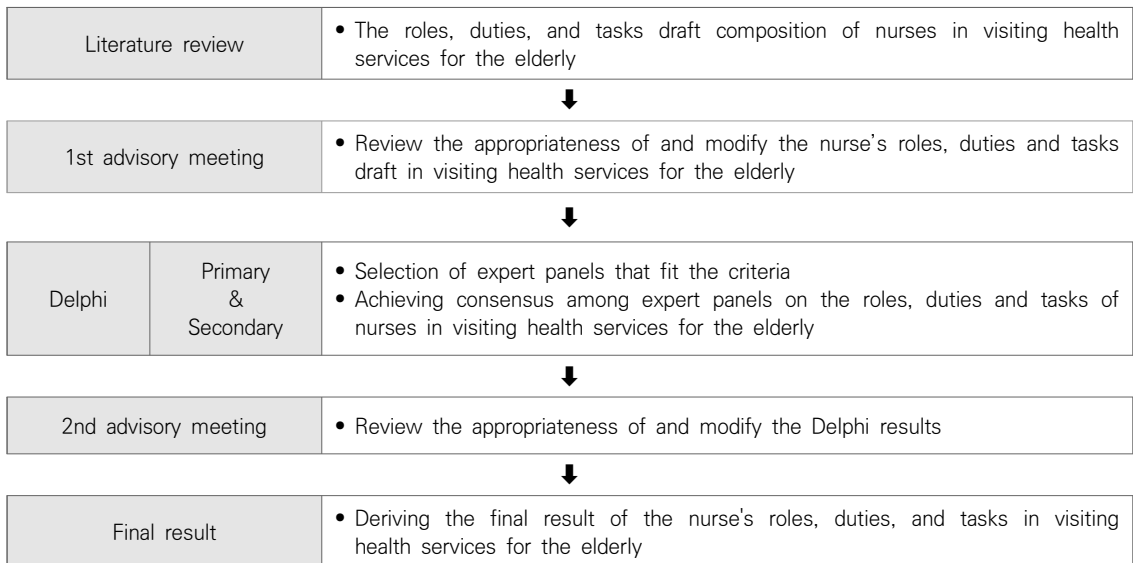 Literature review
• The roles, duties, and tasks draft composition of nurses in visiting health
services for the elderly
1st advisory meeting
• Review the appropriateness of and modify the nurse’s roles, duties and tasks
draft in visiting health services for the elderly
Delphi
Primary
&
Secondary
• Selection of expert panels that fit the criteria
• Achieving consensus among expert panels on the roles, duties and tasks of
nurses in visiting health services for the elderly
2nd advisory meeting
• Review the appropriateness of and modify the Delphi results
Final result
• Deriving the final result of the nurse's roles, duties, and tasks in visiting
health services for the elderly